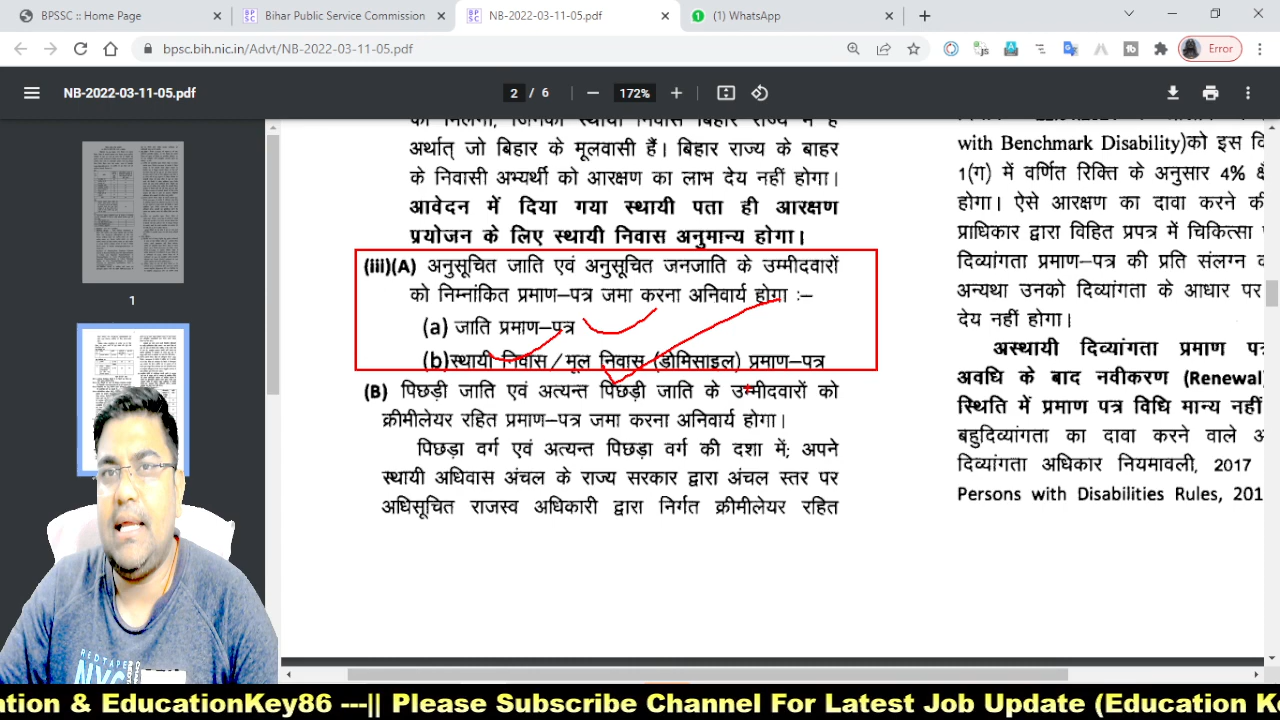 BPSSC :: Home Page
Bihar Public Service Commission
NB-2022-03-11-05.pdf
(1) WhatsApp
bpsc.bih.nic.in/Advt/NB-2022-03-11-05.pdf
Error
NB-2022-03-11-05.pdf
2 / 6
172%
1
अर्थात् जो बिहार के मूलवासी हैं। बिहार राज्य के बाहर
के निवासी अभ्यर्थी को आरक्षण का लाभ देय नहीं होगा।
आवेदन में दिया गया स्थायी पता ही आरक्षण
प्रयोजन के लिए स्थायी निवास अनुमान्य होगा।
(iii)(A) अनुसूचित जाति एवं अनुसूचित जनजाति के उम्मीदवारों
को निम्नांकित प्रमाण–पत्र जमा करना अनिवार्य होगा :–
(a) जाति प्रमाण–पत्र
(b)स्थायी निवास/मूल निवास (डोमिसाइल) प्रमाण–पत्र
(B) पिछड़ी जाति एवं अत्यन्त पिछड़ी जाति के उम्मीदवारों को
क्रीमीलेयर रहित प्रमाण–पत्र जमा करना अनिवार्य होगा।
पिछड़ा वर्ग एवं अत्यन्त पिछड़ा वर्ग की दशा में; अपने
स्थायी अधिवास अंचल के राज्य सरकार द्वारा अंचल स्तर पर
अधिसूचित राजस्व अधिकारी द्वारा निर्गत क्रीमीलेयर रहित
with Benchmark Disability)को इस वि
1(ग) में वर्णित रिक्ति के अनुसार 4% क्ष
होगा। ऐसे आरक्षण का दावा करने की
प्राधिकार द्वारा विहित प्रपत्र में चिकित्सा
दिव्यांगता प्रमाण–पत्र की प्रति संलग्न क
अन्यथा उनको दिव्यांगता के आधार पर
देय नहीं होगा।
अस्थायी दिव्यांगता प्रमाण प
अवधि के बाद नवीकरण (Renewal)
स्थिति में प्रमाण पत्र विधि मान्य नहीं
बहुदिव्यांगता का दावा करने वाले अ
दिव्यांगता अधिकार नियमावली, 2017
Persons with Disabilities Rules, 201
REDTAPE
NYC
ation & EducationKey86 ---|| Please Subscribe Channel For Latest Job Update (Education K